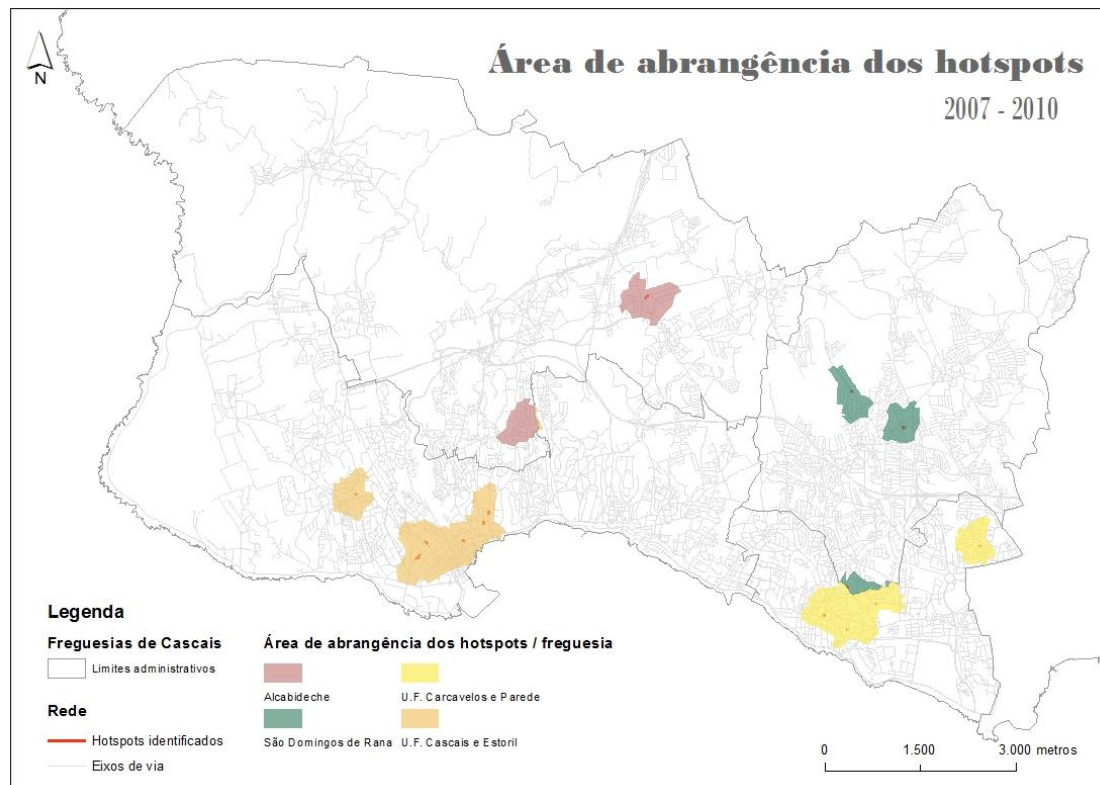 Área de abrangência dos hotspots
2007 - 2010
N
Legenda
Freguesias de Cascais
Limites administrativos
Rede
Hotspots identificados
Eixos de via
Área de abrangência dos hotspots / freguesia
Alcabideche
U.F. Carcavelos e Parede
São Domingos de Rana
U.F. Cascais e Estoril
0 1.500 3.000 metros